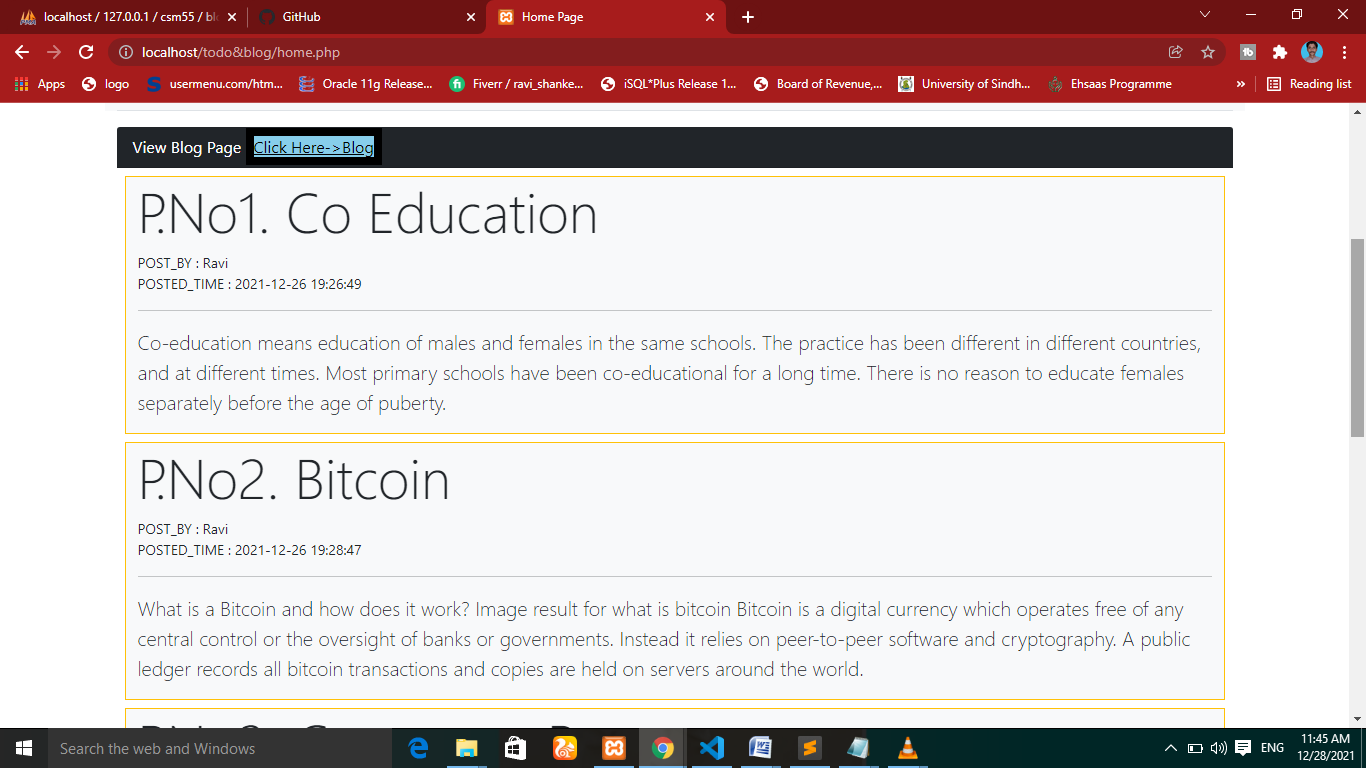 localhost / 127.0.0.1 / csm55 / blo
GitHub
Home Page
localhost/todo&blog/home.php
Apps
logo
usermenu.com/htm...
Oracle 11g Release...
Fiverr / ravi_shanke...
iSQL*Plus Release 1...
Board of Revenue,...
University of Sindh...
Ehsaas Programme
»
Reading list
View Blog Page Click Here->Blog
P.No1. Co Education
POST_BY : Ravi
POSTED_TIME : 2021-12-26 19:26:49
Co-education means education of males and females in the same schools. The practice has been different in different countries,
and at different times. Most primary schools have been co-educational for a long time. There is no reason to educate females
separately before the age of puberty.
P.No2. Bitcoin
POST_BY : Ravi
POSTED_TIME : 2021-12-26 19:28:47
What is a Bitcoin and how does it work? Image result for what is bitcoin Bitcoin is a digital currency which operates free of any
central control or the oversight of banks or governments. Instead it relies on peer-to-peer software and cryptography. A public
ledger records all bitcoin transactions and copies are held on servers around the world.
Search the web and Windows
ENG
11:45 AM
12/28/2021